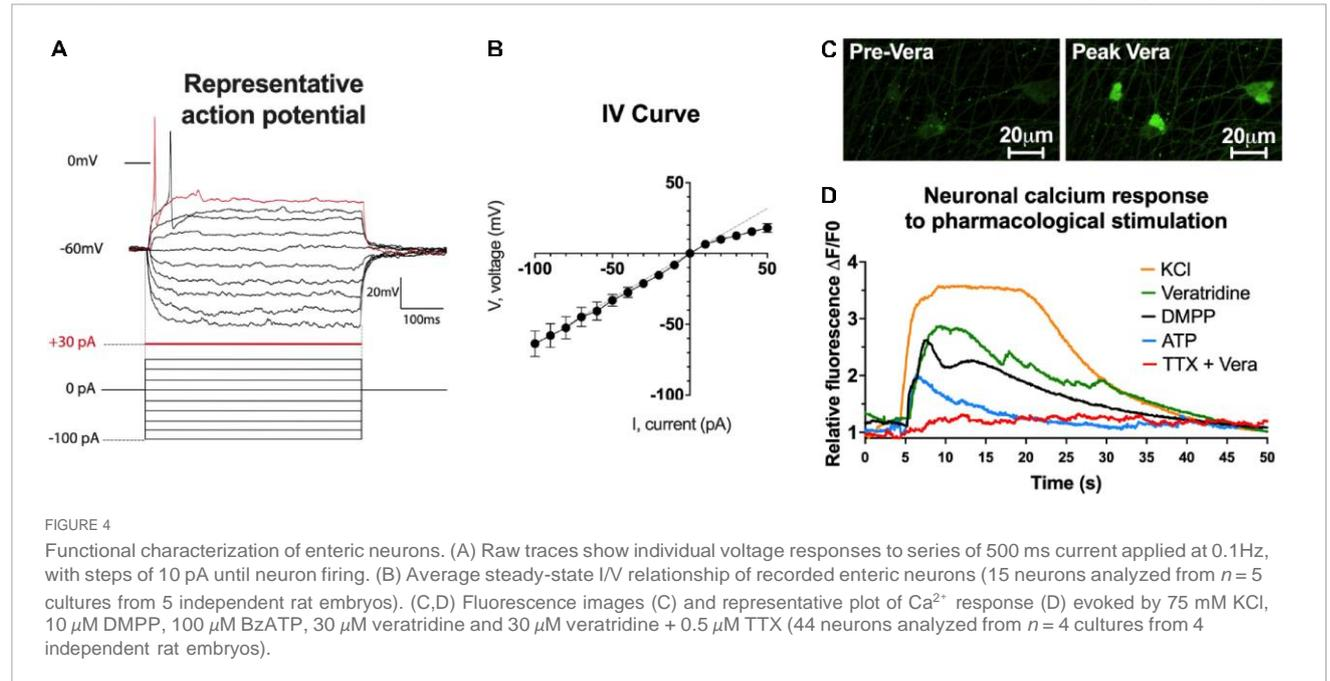 A
Representative
action potential
0mV
-60mV
20mV
100ms
+30 pA
0 pA
-100 pA
B
IV Curve
V, voltage (mV)
50
-100
-50
50
-50
-100
I, current (pA)
C
Pre-Vera
20μm
Peak Vera
20μm
D
Neuronal calcium response
to pharmacological stimulation
Relative fluorescence ΔF/F0
4
3
2
1
KCl
Veratridine
DMPP
ATP
TTX + Vera
0 5 10 15 20 25 30 35 40 45 50
Time (s)
FIGURE 4
Functional characterization of enteric neurons. (A) Raw traces show individual voltage responses to series of 500 ms current applied at 0.1Hz,
with steps of 10 pA until neuron firing. (B) Average steady-state I/V relationship of recorded enteric neurons (15 neurons analyzed from n = 5
cultures from 5 independent rat embryos). (C,D) Fluorescence images (C) and representative plot of Ca²⁺ response (D) evoked by 75 mM KCl,
10 μM DMPP, 100 μM BzATP, 30 μM veratridine and 30 μM veratridine + 0.5 μM TTX (44 neurons analyzed from n = 4 cultures from 4
independent rat embryos).